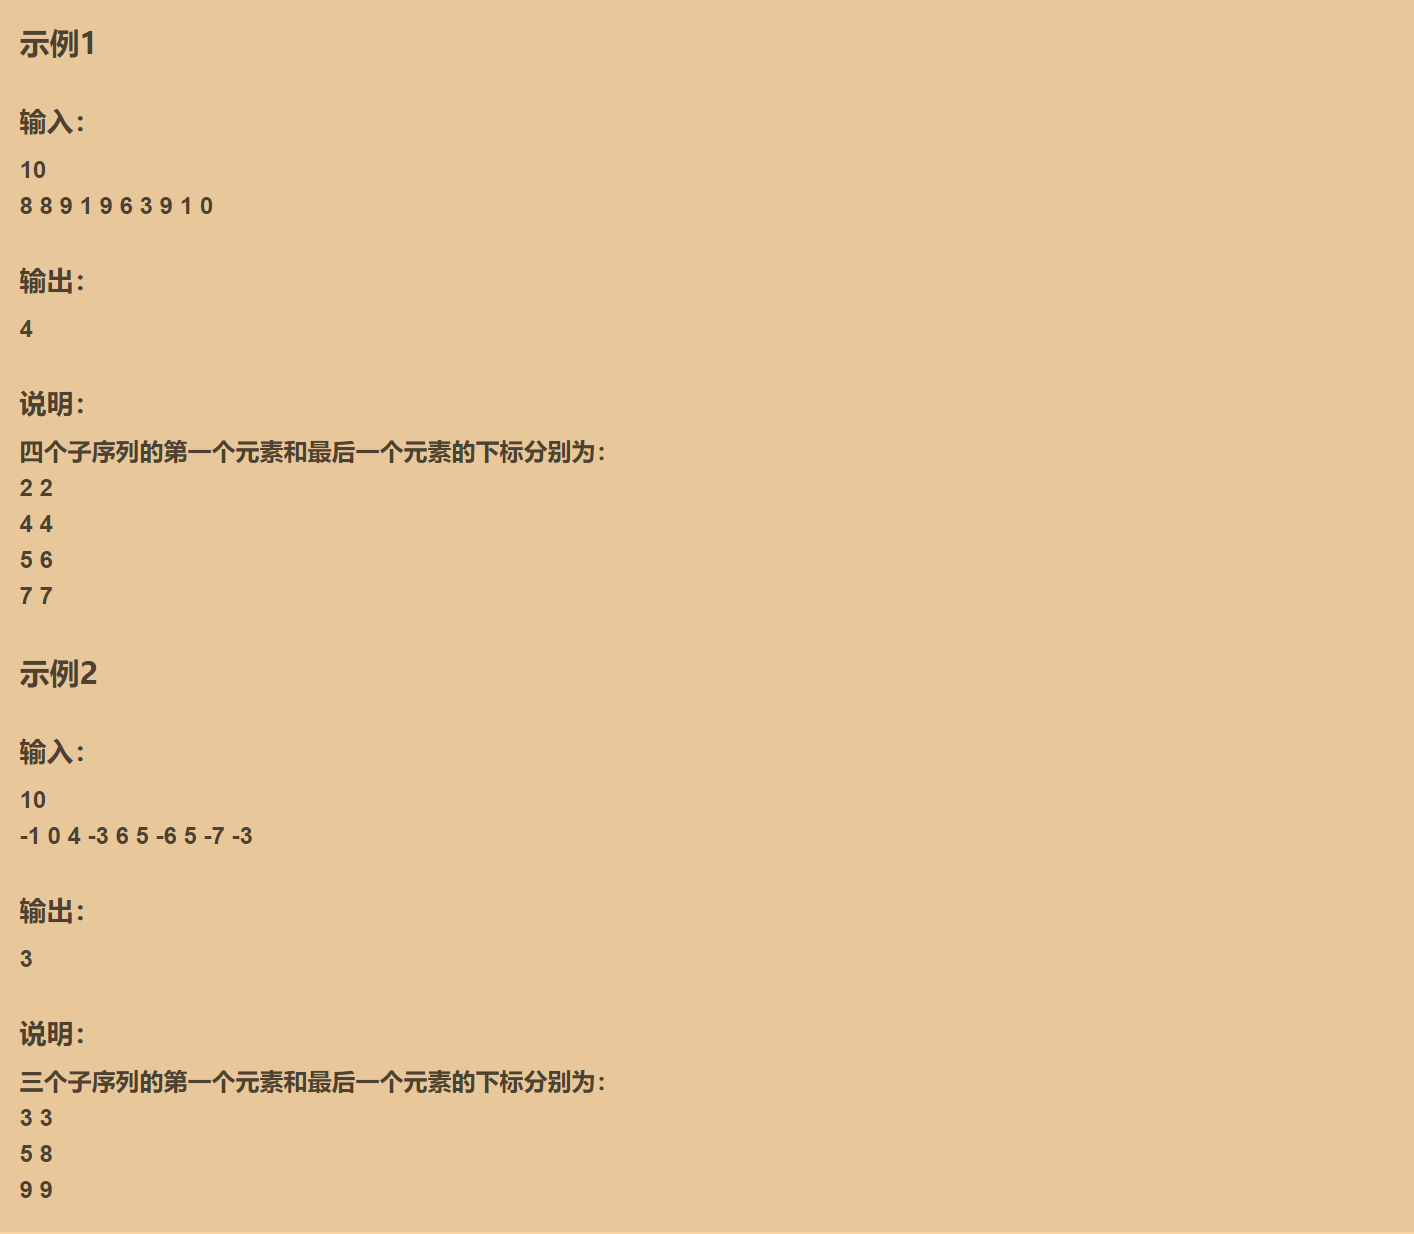 示例1
输入：
10
8 8 9 1 9 6 3 9 1 0
输出：
4
说明：
四个子序列的第一个元素和最后一个元素的下标分别为：
2 2
4 4
5 6
7 7
示例2
输入：
10
-1 0 4 -3 6 5 -6 5 -7 -3
输出：
3
说明：
三个子序列的第一个元素和最后一个元素的下标分别为：
3 3
5 8
9 9